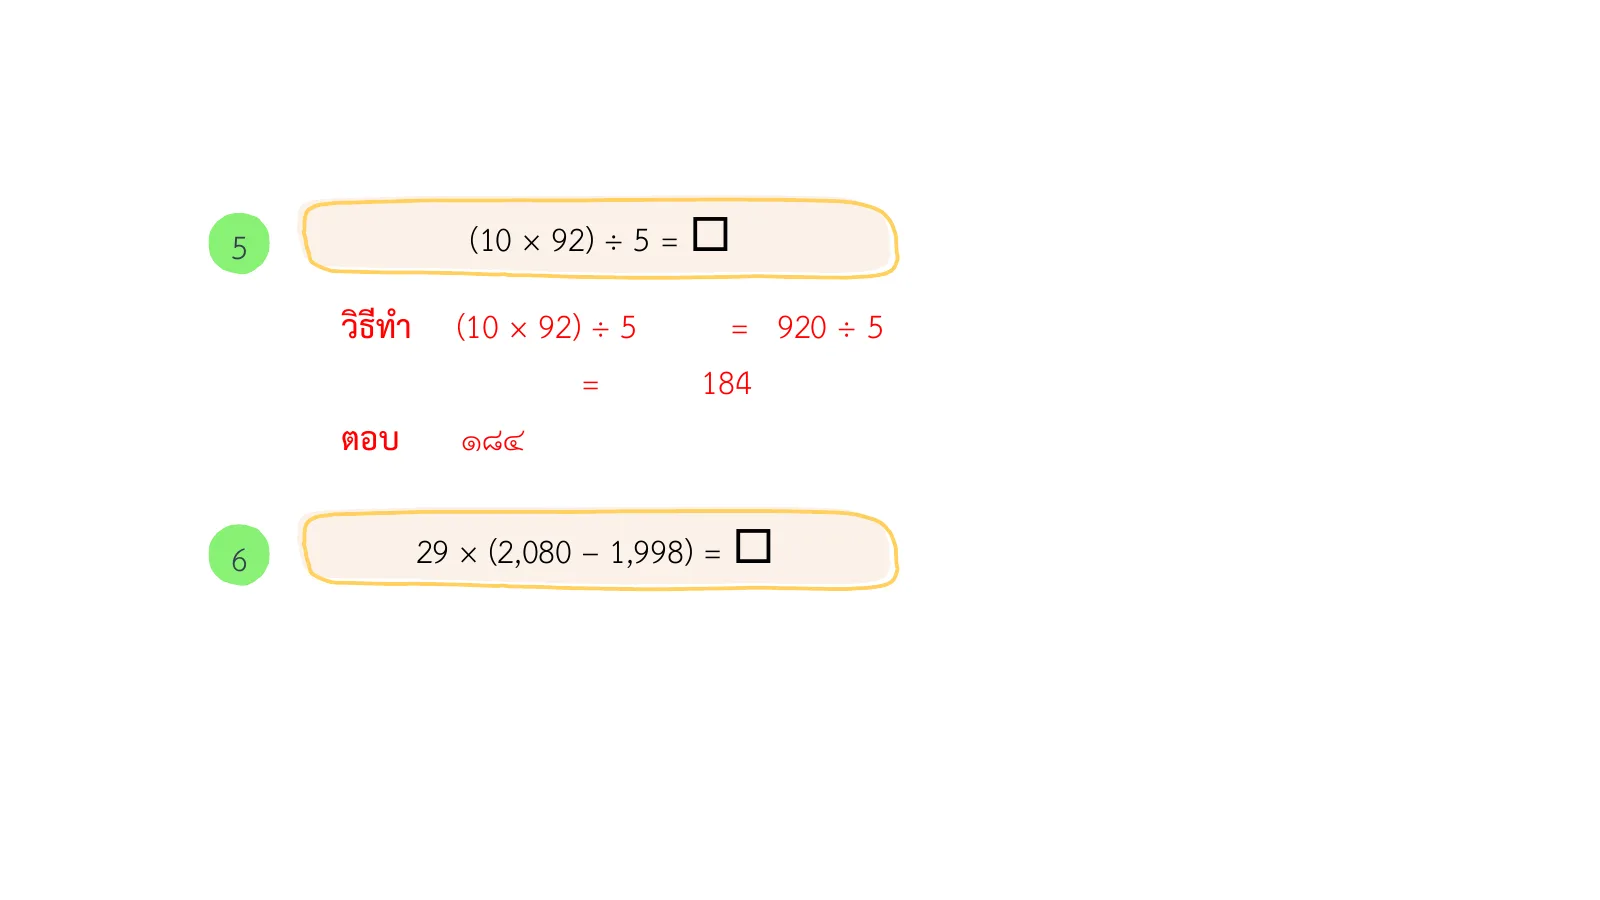 5
(10 × 92) ÷ 5 = □
วิธีทำ (10 × 92) ÷ 5 = 920 ÷ 5
= 184
ตอบ ๑๘๔
6
29 × (2,080 – 1,998) = □